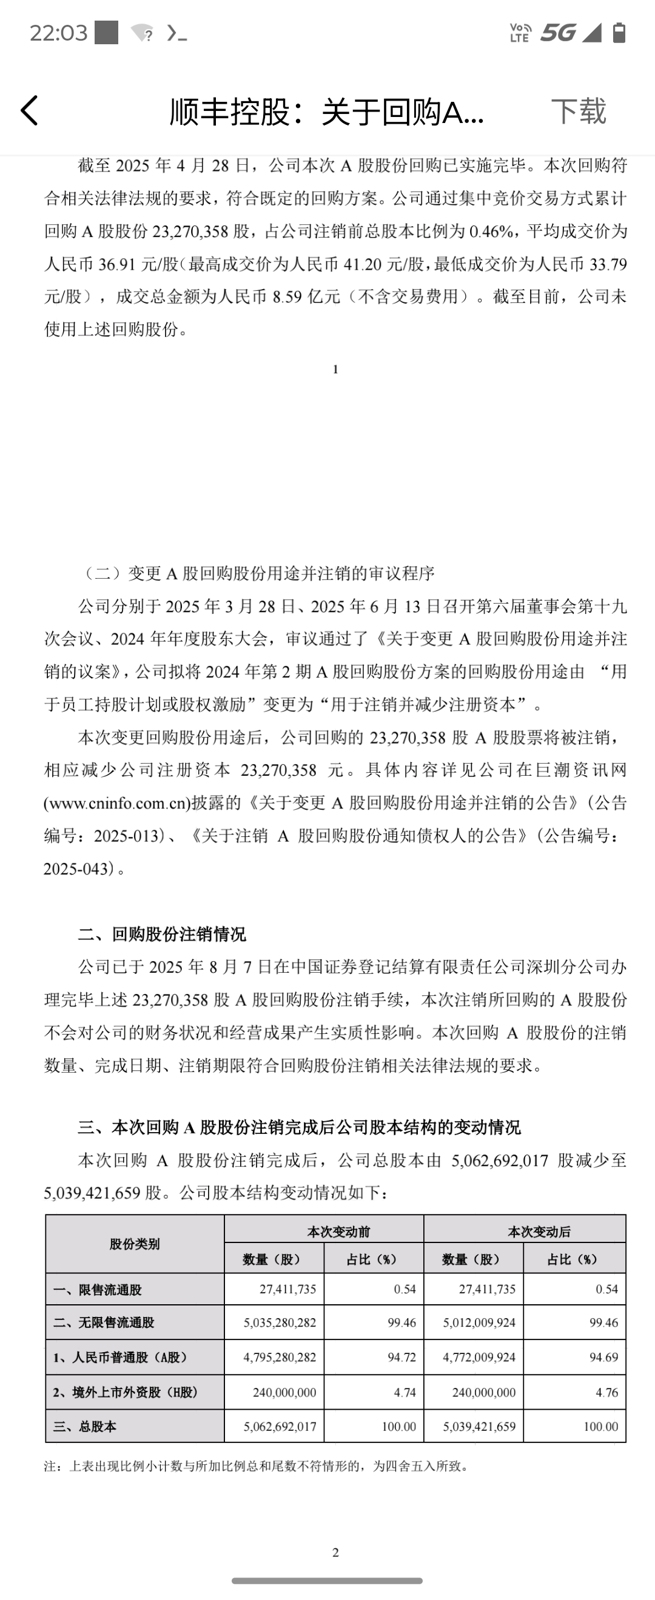 22:03
Vo LTE 5G
顺丰控股：关于回购A... 下载
截至 2025 年 4 月 28 日，公司本次 A 股股份回购已实施完毕。本次回购符
合相关法律法规的要求，符合既定的回购方案。公司通过集中竞价交易方式累计
回购 A 股股份 23,270,358 股，占公司注销前总股本比例为 0.46%，平均成交价为
人民币 36.91 元/股（最高成交价为人民币 41.20 元/股，最低成交价为人民币 33.79
元/股），成交总金额为人民币 8.59 亿元（不含交易费用）。截至目前，公司未
使用上述回购股份。
1
（二）变更 A 股回购股份用途并注销的审议程序
公司分别于 2025 年 3 月 28 日、2025 年 6 月 13 日召开第六届董事会第十九
次会议、2024 年年度股东大会，审议通过了《关于变更 A 股回购股份用途并注
销的议案》，公司拟将 2024 年第 2 期 A 股回购股份方案的回购股份用途由 “用
于员工持股计划或股权激励”变更为“用于注销并减少注册资本”。
本次变更回购股份用途后，公司回购的 23,270,358 股 A 股股票将被注销，
相应减少公司注册资本 23,270,358 元。具体内容详见公司在巨潮资讯网
(www.cninfo.com.cn)披露的《关于变更 A 股回购股份用途并注销的公告》（公告
编号：2025-013）、《关于注销 A 股回购股份通知债权人的公告》（公告编号：
2025-043）。
二、回购股份注销情况
公司已于 2025 年 8 月 7 日在中国证券登记结算有限责任公司深圳分公司办
理完毕上述 23,270,358 股 A 股回购股份注销手续，本次注销所回购的 A 股股份
不会对公司的财务状况和经营成果产生实质性影响。本次回购 A 股股份的注销
数量、完成日期、注销期限符合回购股份注销相关法律法规的要求。
三、本次回购 A 股股份注销完成后公司股本结构的变动情况
本次回购 A 股股份注销完成后，公司总股本由 5,062,692,017 股减少至
5,039,421,659 股。公司股本结构变动情况如下：
股份类别 本次变动前 本次变动后
数量（股） 占比（%） 数量（股） 占比（%）
一、限售流通股 27,411,735 0.54 27,411,735 0.54
二、无限售流通股 5,035,280,282 99.46 5,012,009,924 99.46
1、人民币普通股（A股） 4,795,280,282 94.72 4,772,009,924 94.69
2、境外上市外资股（H股） 240,000,000 4.74 240,000,000 4.76
三、总股本 5,062,692,017 100.00 5,039,421,659 100.00
注：上表出现比例小计数与所加比例总和尾数不符情形的，为四舍五入所致。
2